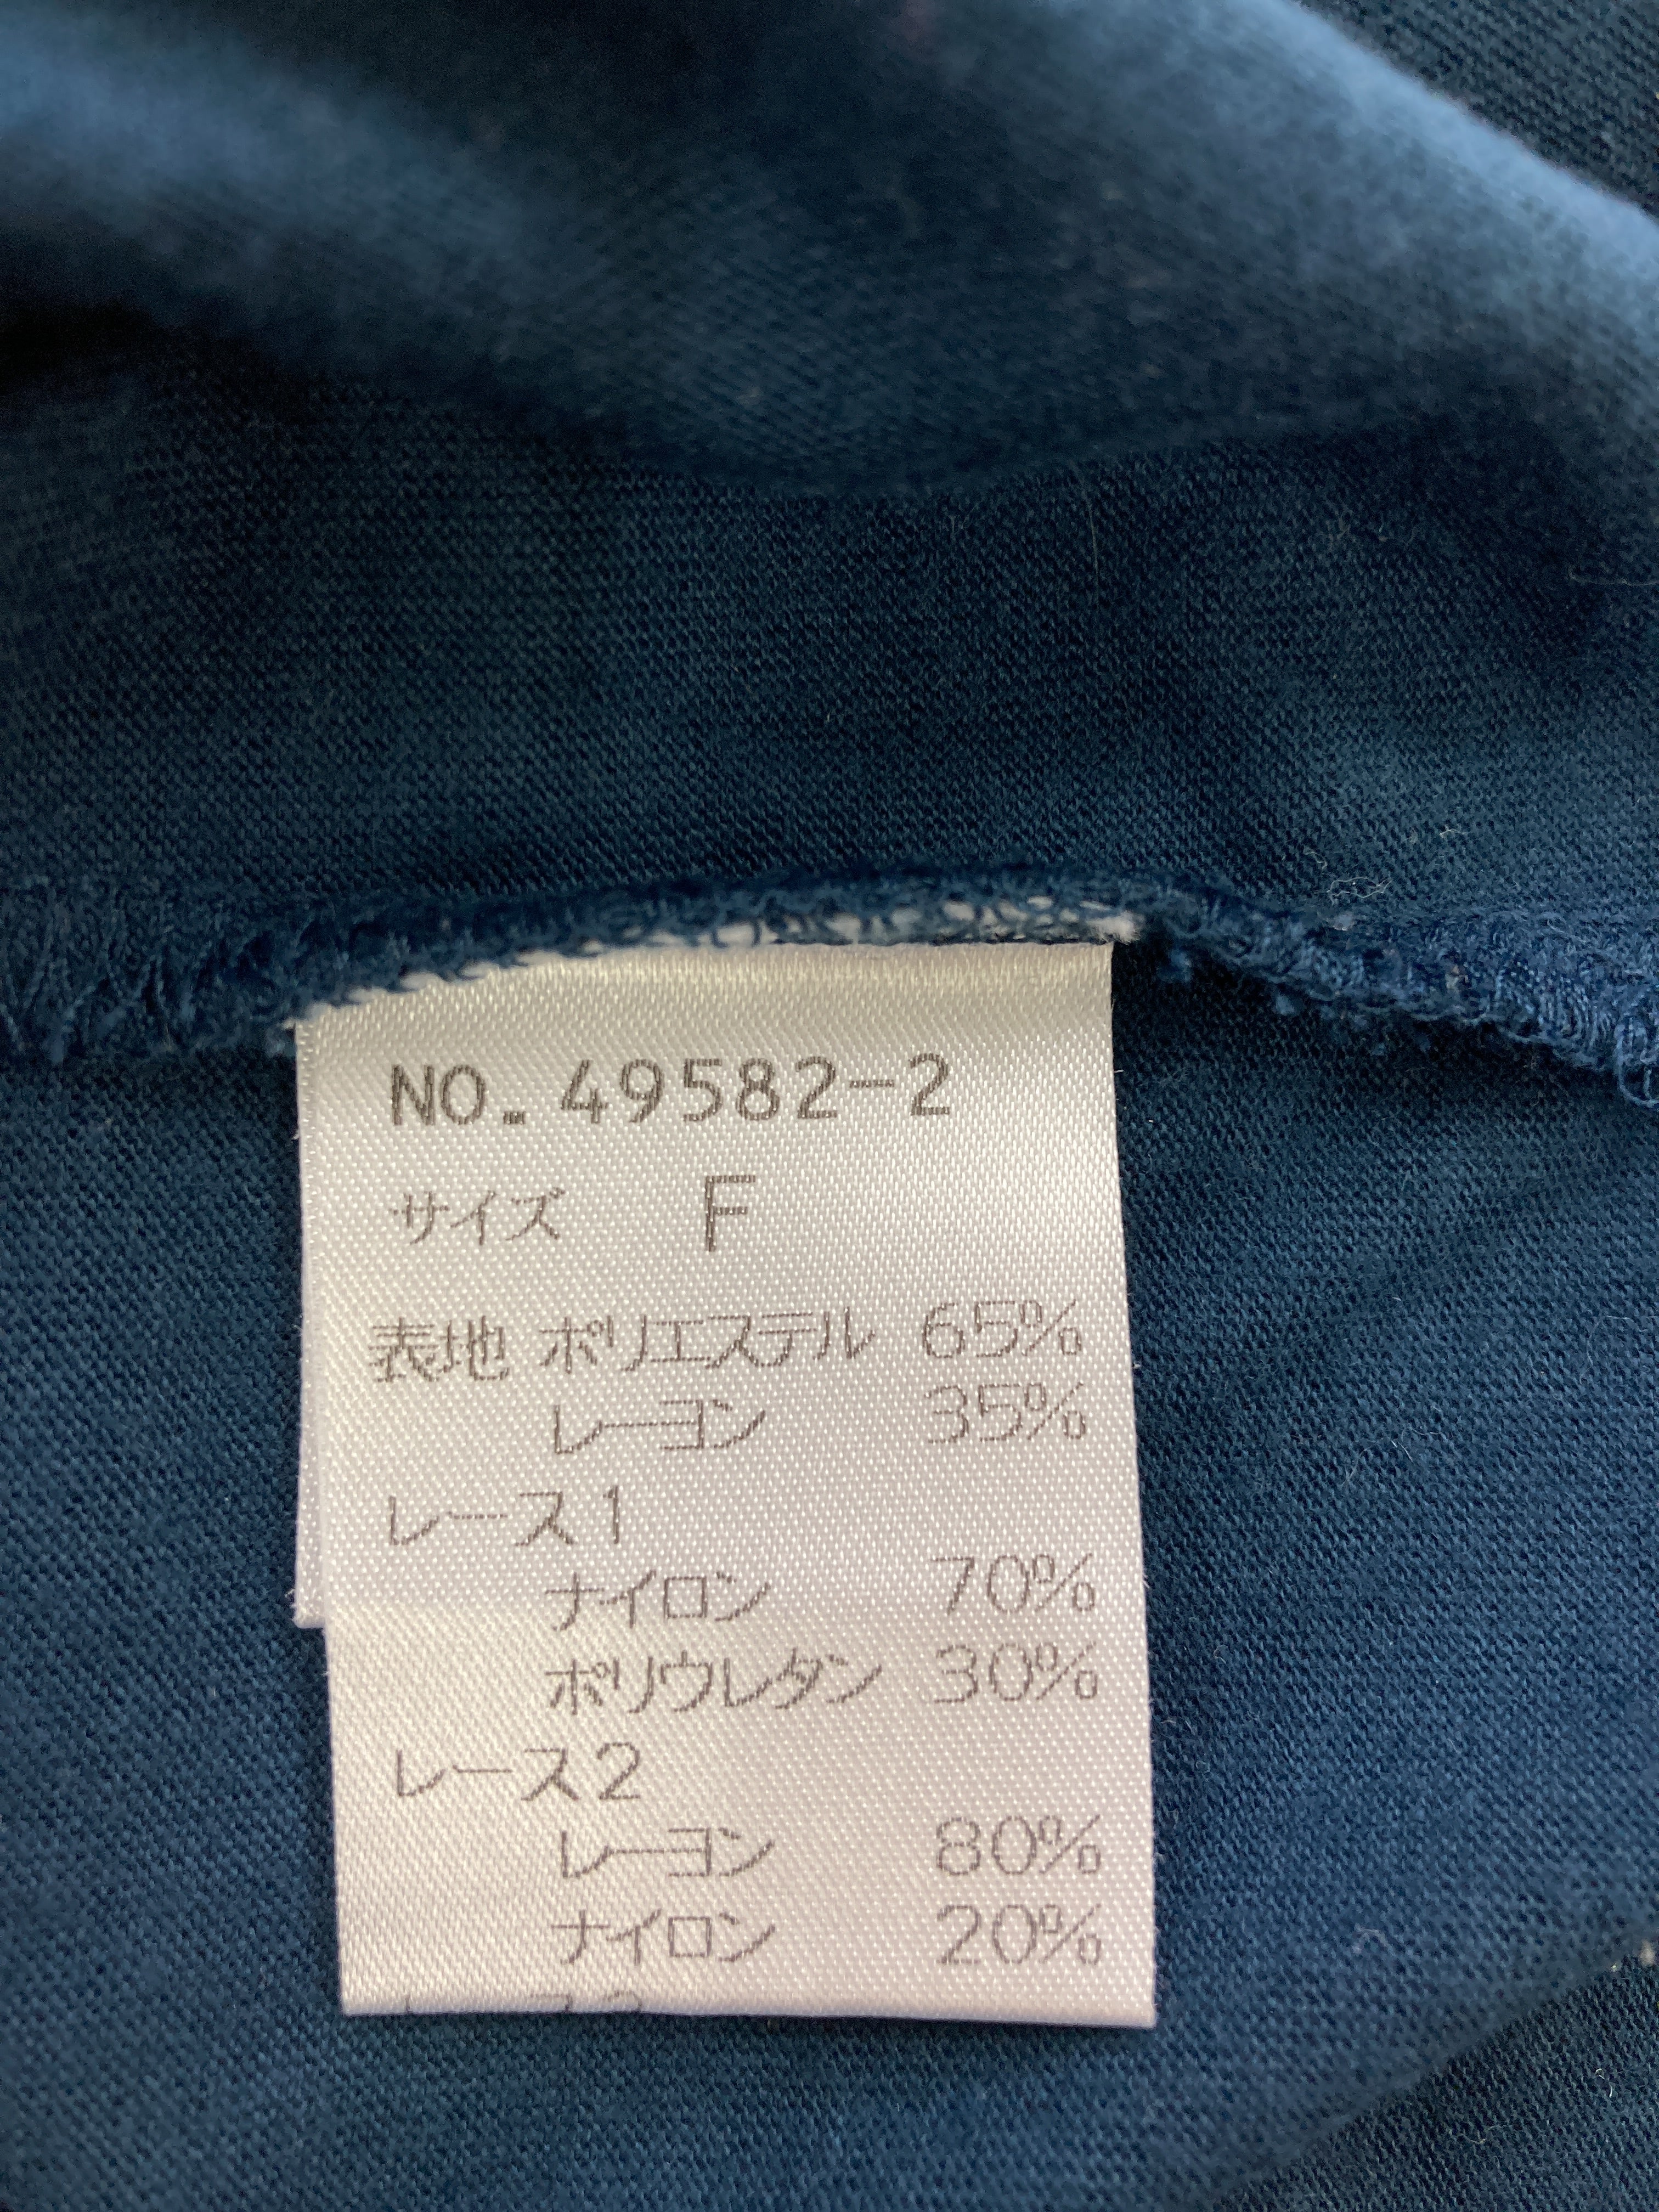 NO. 49582-2
サイズ F
表地 ポリエステル 65%
レーヨン 35%
レース1
ナイロン 70%
ポリウレタン 30%
レース2
レーヨン 80%
ナイロン 20%